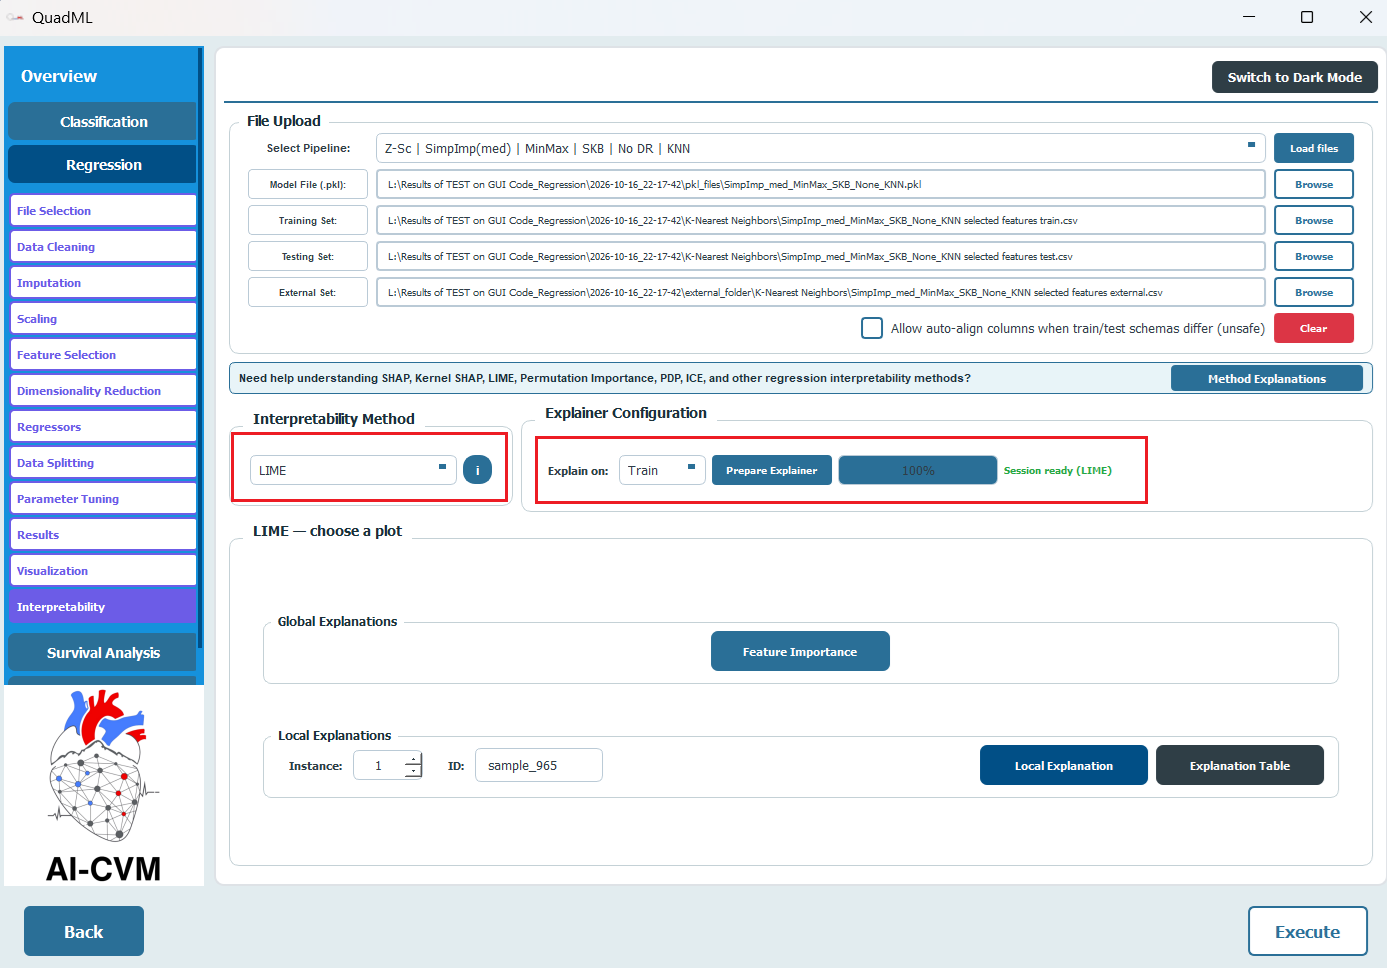 QuadML
Overview
Classification
Regression
File Selection
Data Cleaning
Imputation
Scaling
Feature Selection
Dimensionality Reduction
Regressors
Data Splitting
Parameter Tuning
Results
Visualization
Interpretability
Survival Analysis
AI-CVM
Back
Switch to Dark Mode
File Upload
Select Pipeline: Z-Sc | SimpImp(med) | MinMax | SKB | No DR | KNN Load files
Model File (.pkl): L:\Results of TEST on GUI Code_Regression\2026-10-16_22-17-42\pkl_files\SimpImp_med_MinMax_SKB_None_KNN.pkl Browse
Training Set: L:\Results of TEST on GUI Code_Regression\2026-10-16_22-17-42\K-Nearest Neighbors\SimpImp_med_MinMax_SKB_None_KNN selected features train.csv Browse
Testing Set: L:\Results of TEST on GUI Code_Regression\2026-10-16_22-17-42\K-Nearest Neighbors\SimpImp_med_MinMax_SKB_None_KNN selected features test.csv Browse
External Set: L:\Results of TEST on GUI Code_Regression\2026-10-16_22-17-42\external_folder\K-Nearest Neighbors\SimpImp_med_MinMax_SKB_None_KNN selected features external.csv Browse
Allow auto-align columns when train/test schemas differ (unsafe) Clear
Need help understanding SHAP, Kernel SHAP, LIME, Permutation Importance, PDP, ICE, and other regression interpretability methods? Method Explanations
Interpretability Method
LIME i
Explainer Configuration
Explain on: Train Prepare Explainer 100% Session ready (LIME)
LIME — choose a plot
Global Explanations
Feature Importance
Local Explanations
Instance: 1 ID: sample_965 Local Explanation Explanation Table
Execute